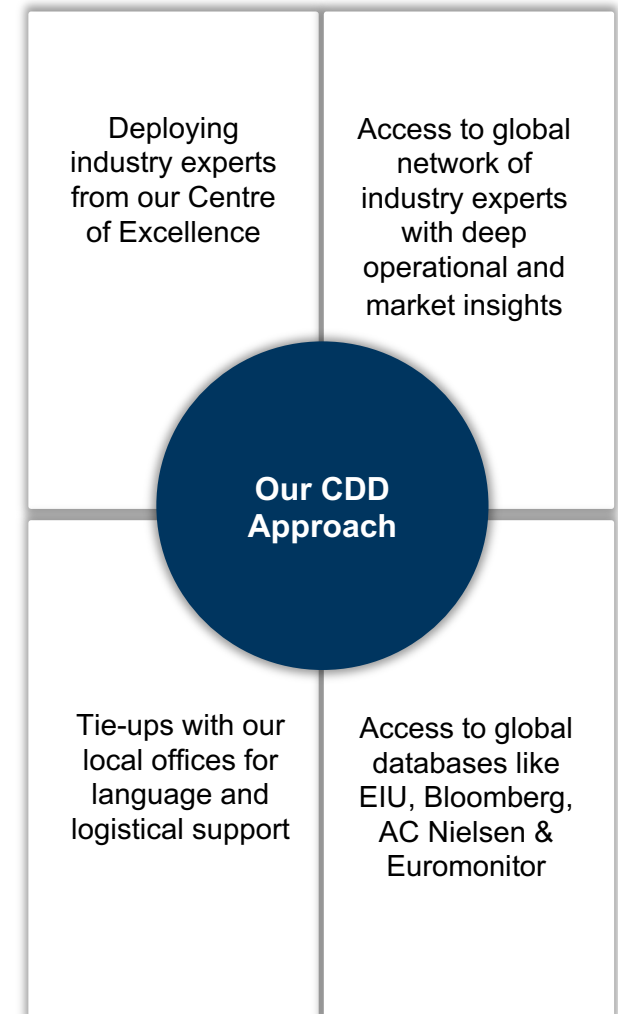 Deploying
industry experts
from our Centre
of Excellence
Access to global
network of
industry experts
with deep
operational and
market insights
Our CDD
Approach
Tie-ups with our
local offices for
language and
logistical support
Access to global
databases like
EIU, Bloomberg,
AC Nielsen &
Euromonitor